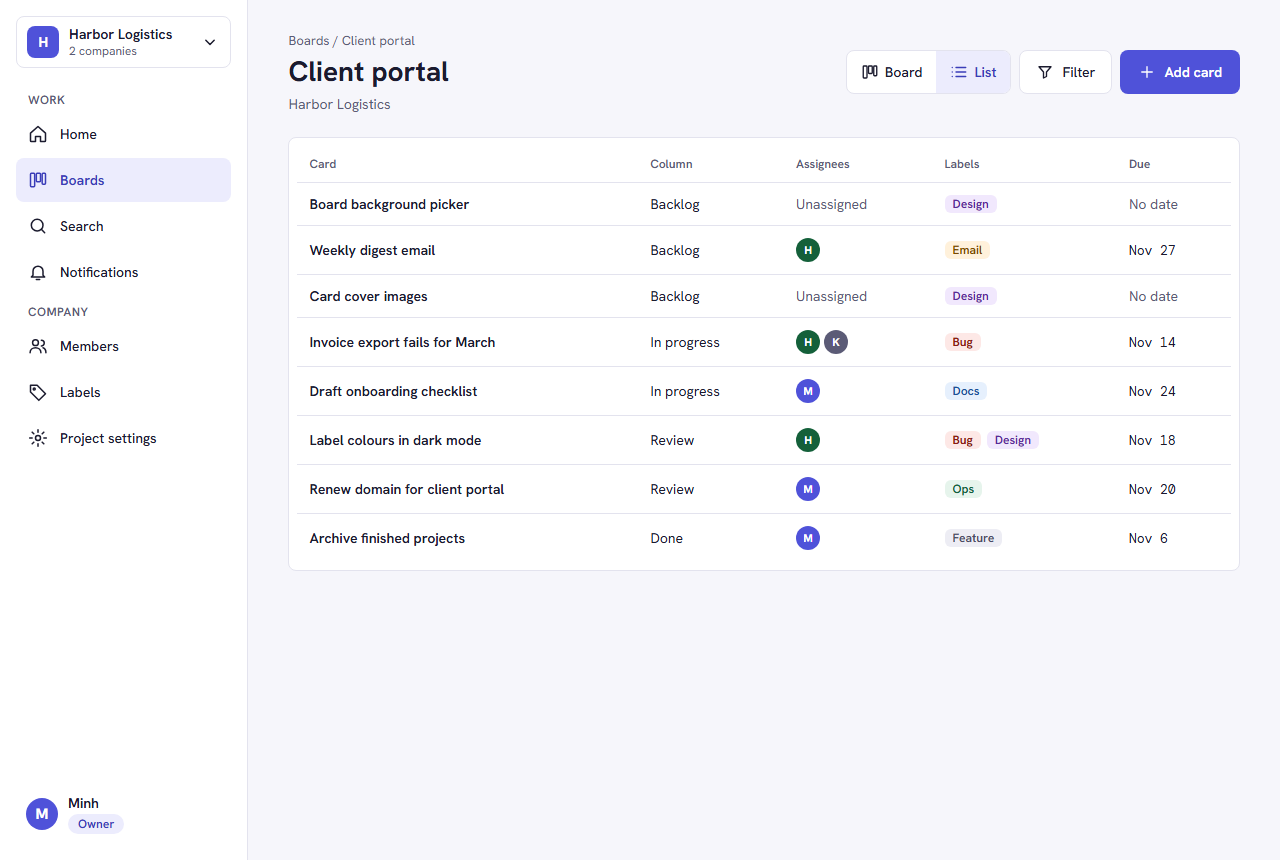 H
Harbor Logistics
2 companies
WORK
Home
Boards
Search
Notifications
COMPANY
Members
Labels
Project settings
M
Minh
Owner
Boards / Client portal
Client portal
Harbor Logistics
Board
List
Filter
Add card
Card Column Assignees Labels Due
Board background picker Backlog Unassigned Design No date
Weekly digest email Backlog H Email Nov 27
Card cover images Backlog Unassigned Design No date
Invoice export fails for March In progress H K Bug Nov 14
Draft onboarding checklist In progress M Docs Nov 24
Label colours in dark mode Review H Bug Design Nov 18
Renew domain for client portal Review M Ops Nov 20
Archive finished projects Done M Feature Nov 6